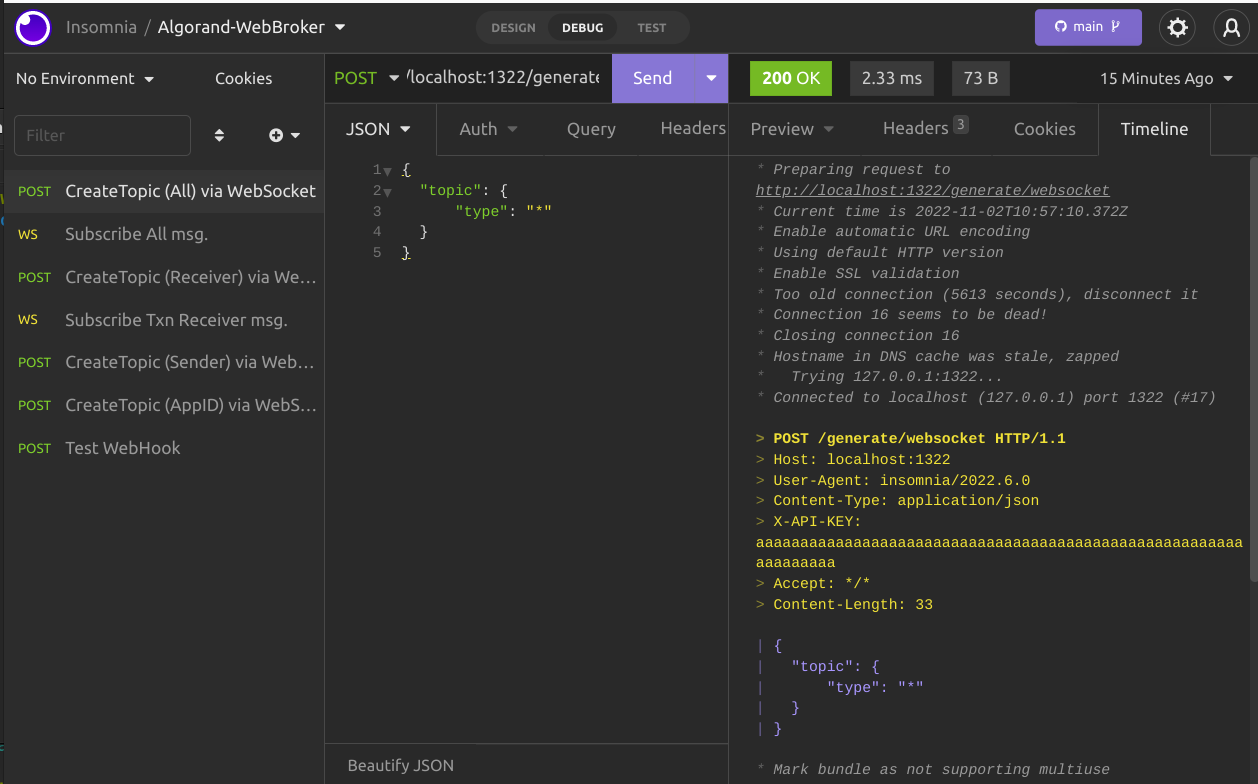 Insomnia / Algorand-WebBroker
DESIGN DEBUG TEST
main
No Environment
Cookies
Filter
POST CreateTopic (All) via WebSocket
WS Subscribe All msg.
POST CreateTopic (Receiver) via We...
WS Subscribe Txn Receiver msg.
POST CreateTopic (Sender) via Web...
POST CreateTopic (AppID) via WebS...
POST Test WebHook
POST /localhost:1322/generate Send
JSON Auth Query Headers
1 {
2 "topic": {
3 "type": "*"
4 }
5 }
Beautify JSON
200 OK 2.33 ms 73 B 15 Minutes Ago
Preview Headers 3 Cookies Timeline
* Preparing request to
http://localhost:1322/generate/websocket
* Current time is 2022-11-02T10:57:10.372Z
* Enable automatic URL encoding
* Using default HTTP version
* Enable SSL validation
* Too old connection (5613 seconds), disconnect it
* Connection 16 seems to be dead!
* Closing connection 16
* Hostname in DNS cache was stale, zapped
* Trying 127.0.0.1:1322...
* Connected to localhost (127.0.0.1) port 1322 (#17)
> POST /generate/websocket HTTP/1.1
> Host: localhost:1322
> User-Agent: insomnia/2022.6.0
> Content-Type: application/json
> X-API-KEY:
aaaaaaaaaaaaaaaaaaaaaaaaaaaaaaaaaaaaaaaaaaaaaaaaaaaaaaa
aaaaaaaaa
> Accept: */*
> Content-Length: 33
| {
| "topic": {
| "type": "*"
| }
| }
* Mark bundle as not supporting multiuse